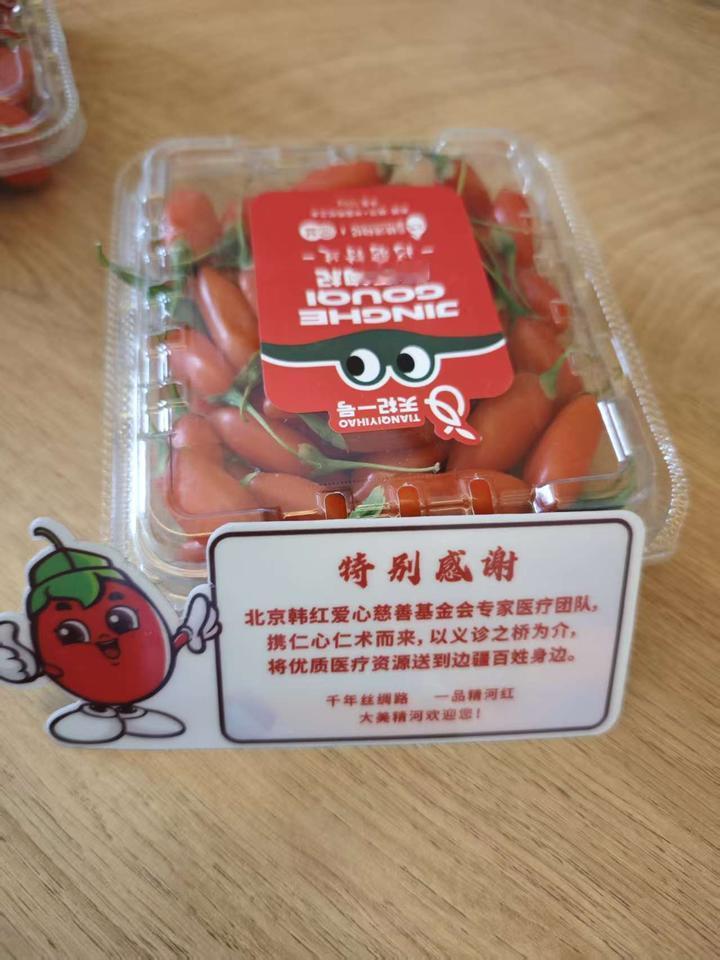 天杞一号
TIANQIYIHAO
JINGHE
GOUQI
特别感谢
北京韩红爱心慈善基金会专家医疗团队,
携仁心仁术而来,以义诊之桥为介,
将优质医疗资源送到边疆百姓身边。
千年丝绸路 一品精河红
大美精河欢迎您!